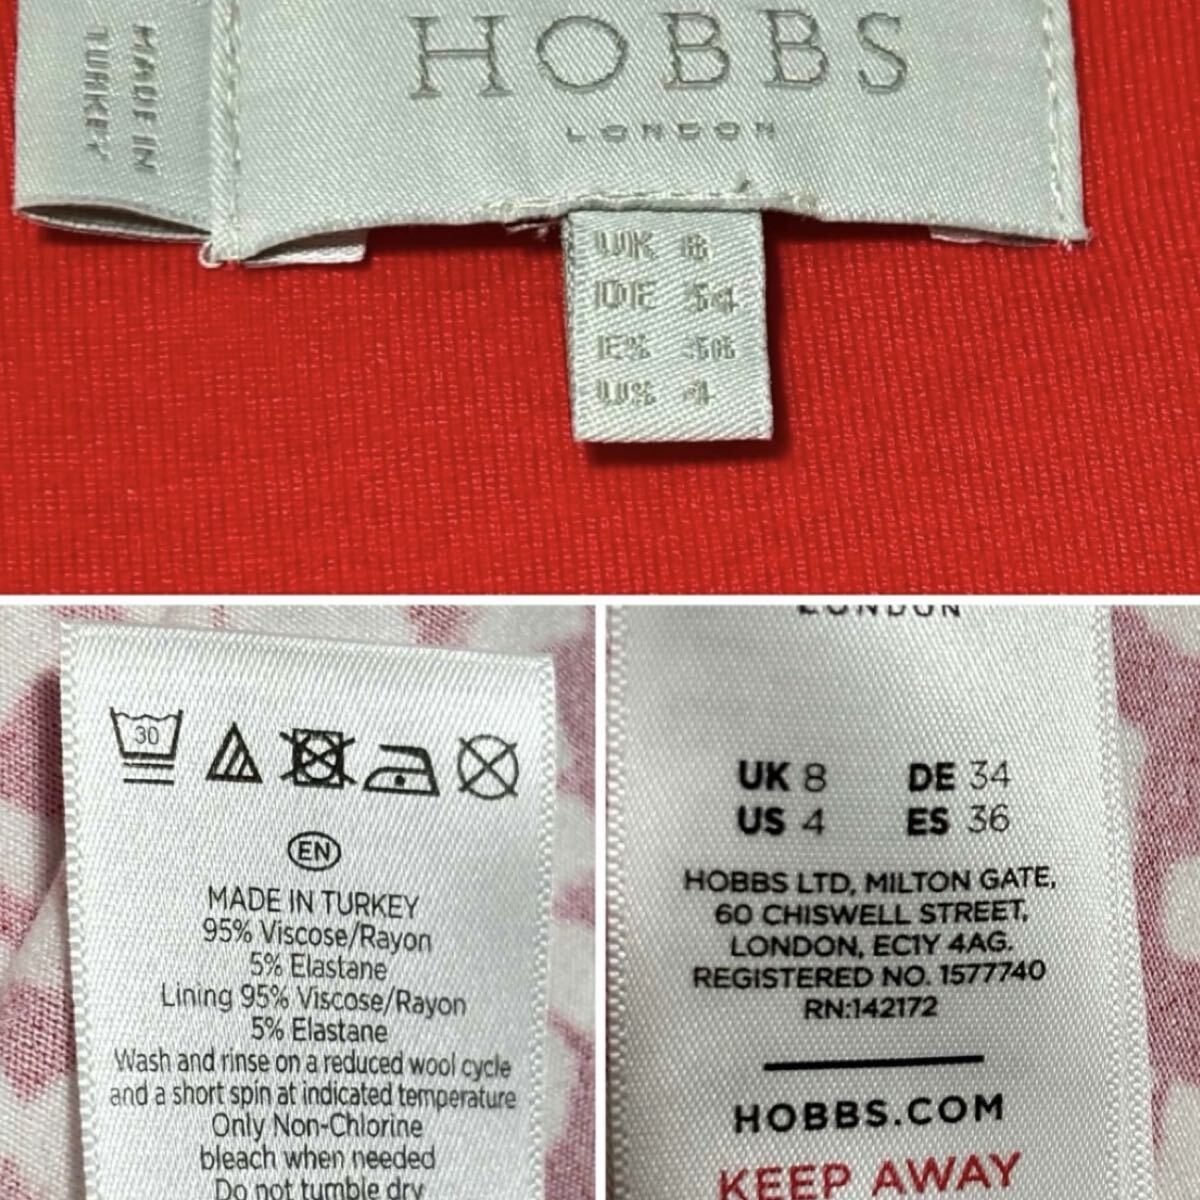 MADE IN
TURKEY
HOBBS
LONDON
UK 8
DE 34
ES 36
US 4
30
EN
MADE IN TURKEY
95% Viscose/Rayon
5% Elastane
Lining 95% Viscose/Rayon
5% Elastane
Wash and rinse on a reduced wool cycle
and a short spin at indicated temperature
Only Non-Chlorine
bleach when needed
Do not tumble dry
LONDON
UK 8 DE 34
US 4 ES 36
HOBBS LTD, MILTON GATE,
60 CHISWELL STREET,
LONDON, EC1Y 4AG.
REGISTERED NO. 1577740
RN:142172
HOBBS.COM
KEEP AWAY